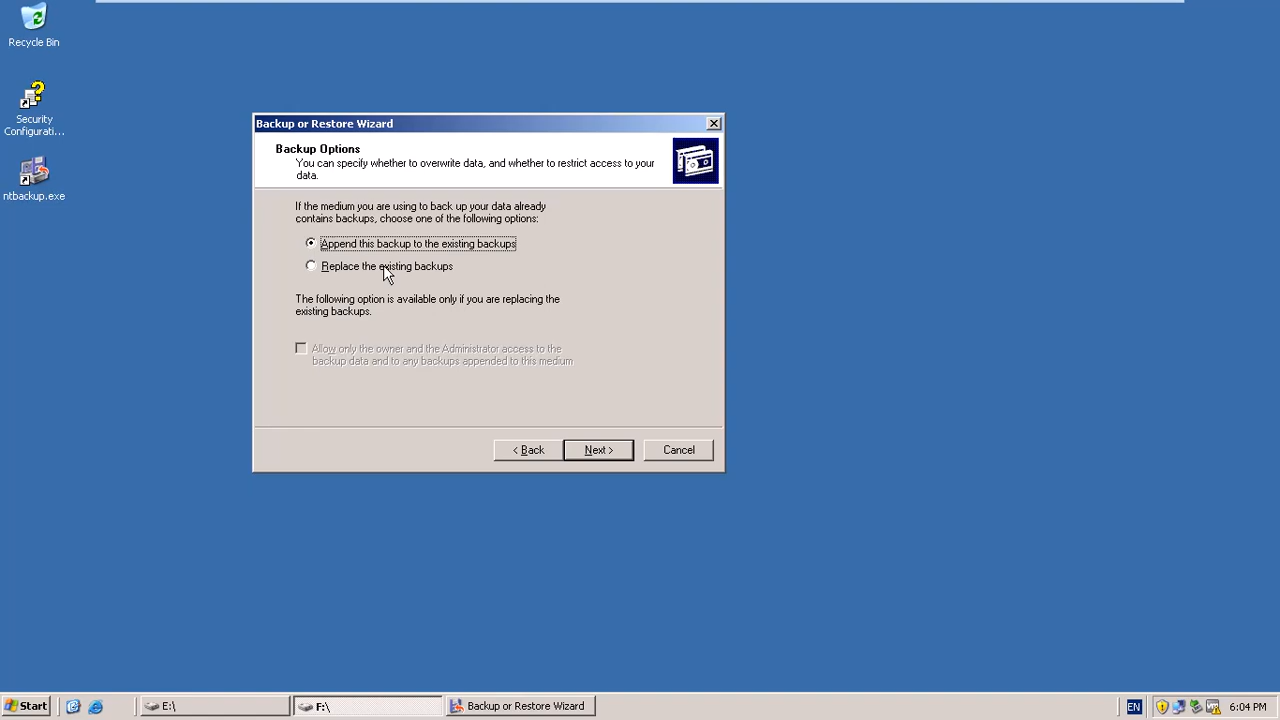 Recycle Bin
Security
Configurati...
ntbackup.exe
Backup or Restore Wizard
Backup Options
You can specify whether to overwrite data, and whether to restrict access to your
data.
If the medium you are using to back up your data already
contains backups, choose one of the following options:
Append this backup to the existing backups
Replace the existing backups
The following option is available only if you are replacing the
existing backups.
Allow only the owner and the Administrator access to the
backup data and to any backups appended to this medium
< Back
Next >
Cancel
Start
E:\
F:\
Backup or Restore Wizard
EN
6:04 PM